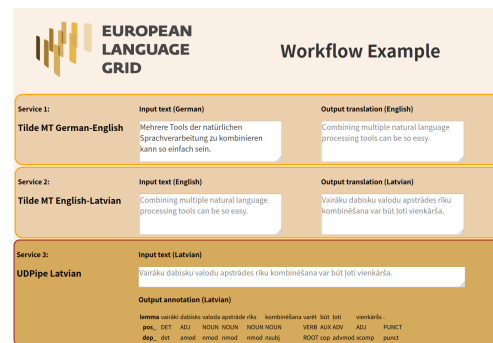 EUROPEAN
LANGUAGE
GRID
Workflow Example
Service 1:
Input text (German)
Output translation (English)
Tilde MT German-English
Mehrere Tools der natürlichen
Sprachverarbeitung zu kombinieren
kann so einfach sein.
Combining multiple natural language
processing tools can be so easy.
Service 2:
Input text (English)
Output translation (Latvian)
Tilde MT English-Latvian
Combining multiple natural language
processing tools can be so easy.
Vairāku dabisku valodu apstrādes rīku
kombinēšana var būt ļoti vienkārša.
Service 3:
Input text (Latvian)
UDPipe Latvian
Vairāku dabisku valodu apstrādes rīku kombinēšana var būt ļoti vienkārša.
Output annotation (Latvian)
lemma vairāki dabisks valoda apstrāde rīks kombinēšana varēt būt ļoti vienkāršs .
pos_ DET ADJ NOUN NOUN NOUN NOUN VERB AUX ADV ADJ PUNCT
dep_ det amod nmod nmod nmod nsubj ROOT cop advmod xcomp punct